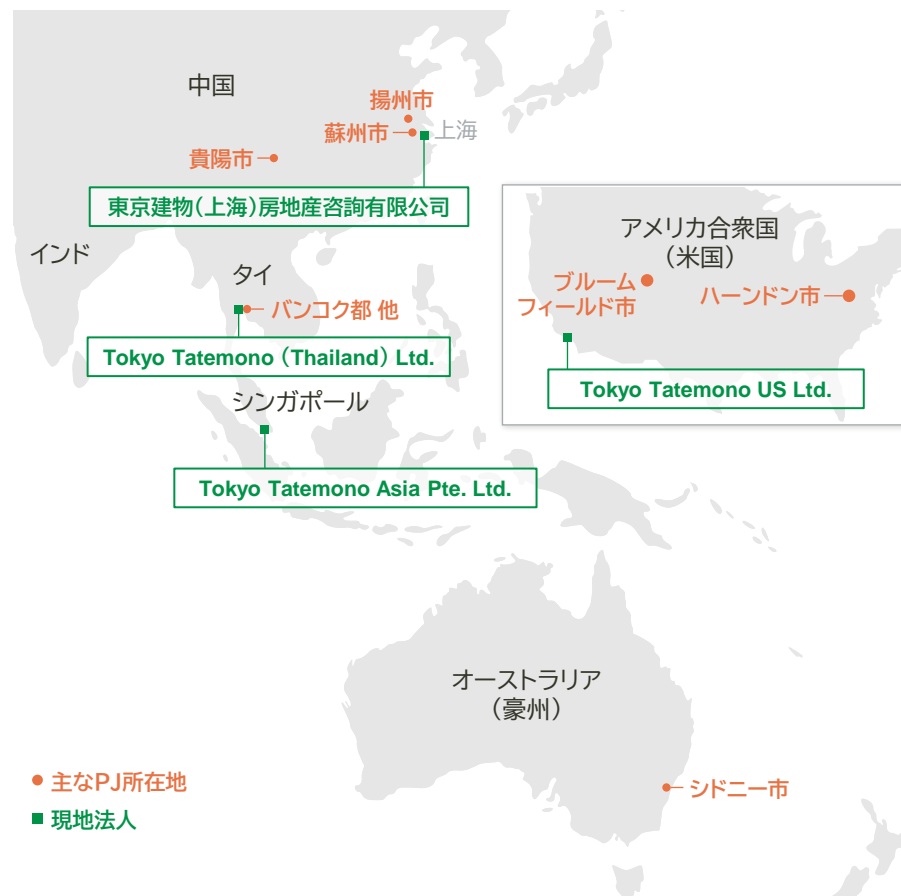 中国
揚州市
蘇州市
上海
貴陽市
東京建物(上海)房地産咨詢有限公司
インド
タイ
バンコク都 他
Tokyo Tatemono (Thailand) Ltd.
シンガポール
Tokyo Tatemono Asia Pte. Ltd.
アメリカ合衆国
(米国)
ブルーム
フィールド市
ハーンドン市
Tokyo Tatemono US Ltd.
オーストラリア
(豪州)
シドニー市
主なPJ所在地
現地法人